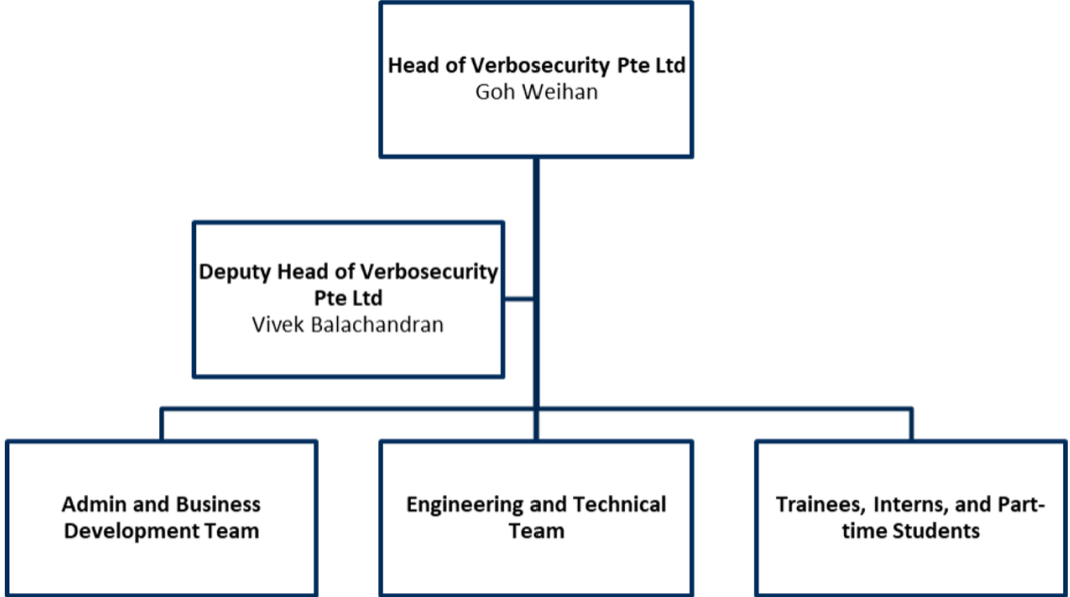 Head of Verbosecurity Pte Ltd
Goh Weihan
Deputy Head of Verbosecurity
Pte Ltd
Vivek Balachandran
Admin and Business
Development Team
Engineering and Technical
Team
Trainees, Interns, and Part-
time Students